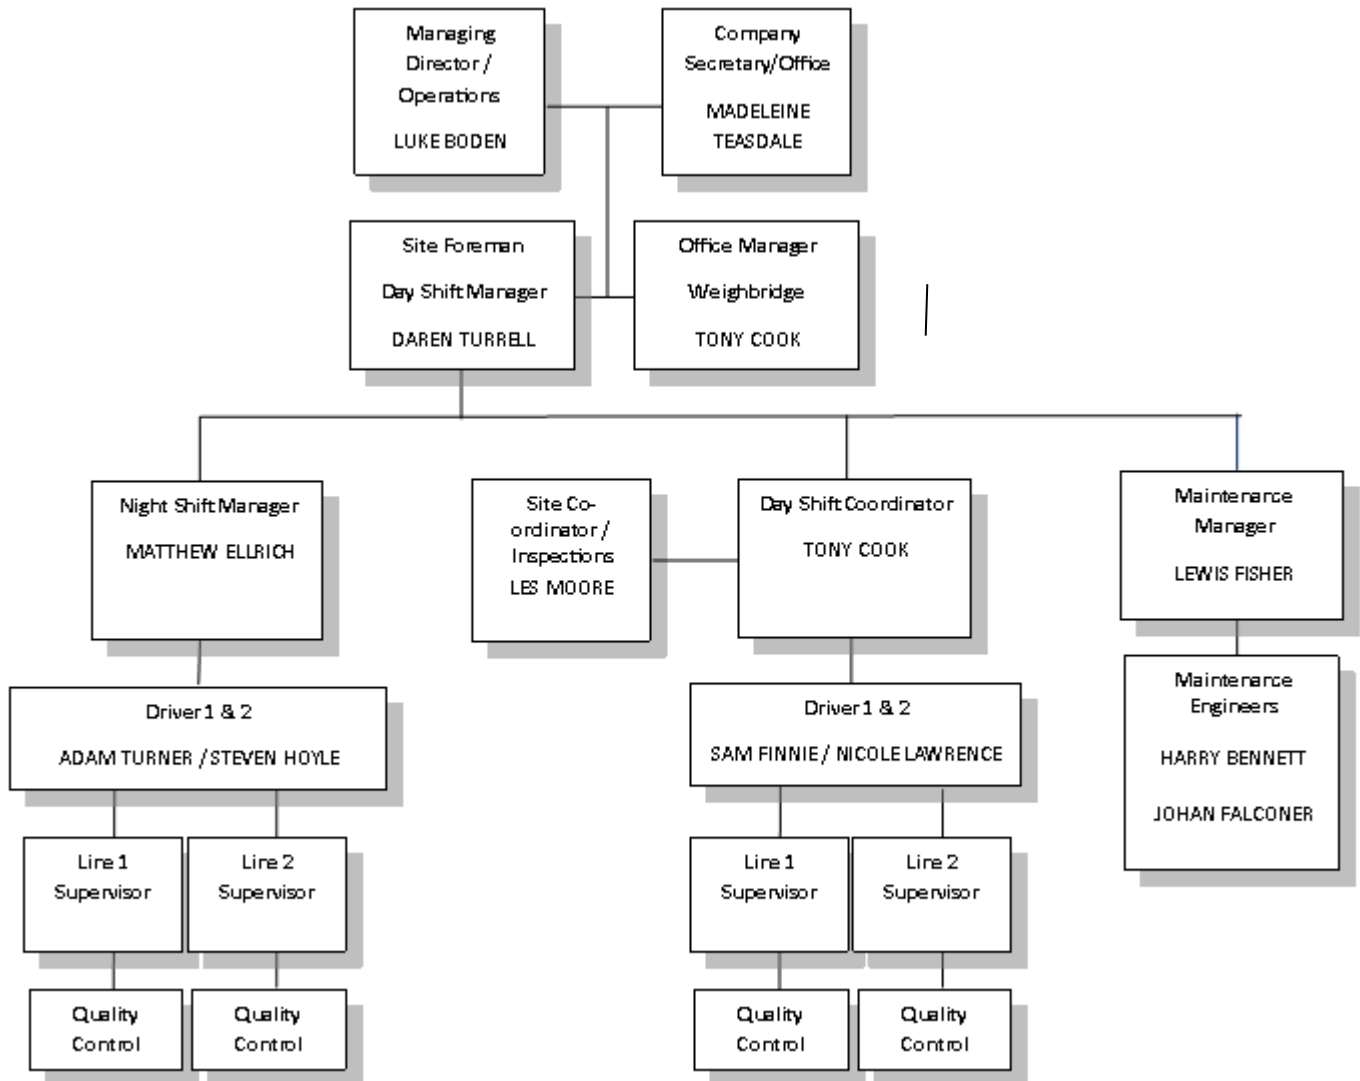 Managing
Director /
Operations
LUKE BODEN
Company
Secretary/Office
MADELEINE
TEASDALE
Site Foreman
Day Shift Manager
DAREN TURRELL
Office Manager
Weighbridge
TONY COOK
Night Shift Manager
MATTHEW ELLRICH
Site Co-
ordinator /
Inspections
LES MOORE
Day Shift Coordinator
TONY COOK
Maintenance
Manager
LEWIS FISHER
Maintenance
Engineers
HARRY BENNETT
JOHAN FALCONER
Driver 1 & 2
ADAM TURNER / STEVEN HOYLE
Driver 1 & 2
SAM FINNIE / NICOLE LAWRENCE
Line 1
Supervisor
Line 2
Supervisor
Line 1
Supervisor
Line 2
Supervisor
Quality
Control
Quality
Control
Quality
Control
Quality
Control